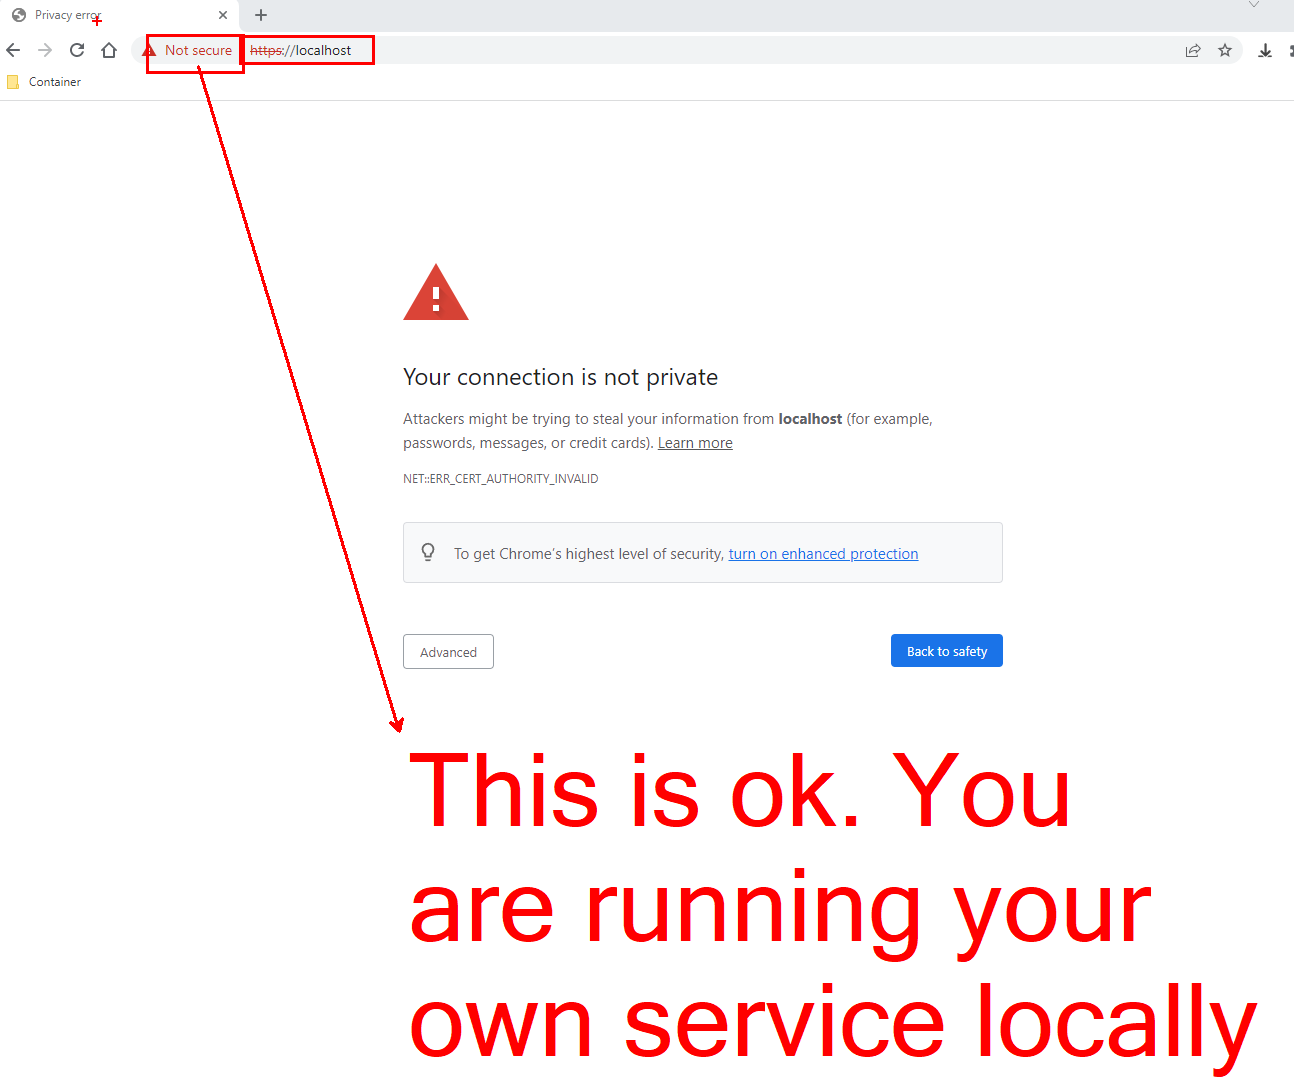 Privacy error
Not secure https://localhost
Container
Your connection is not private
Attackers might be trying to steal your information from localhost (for example,
passwords, messages, or credit cards). Learn more
NET::ERR_CERT_AUTHORITY_INVALID
To get Chrome's highest level of security, turn on enhanced protection
Advanced
Back to safety
This is ok. You
are running your
own service locally